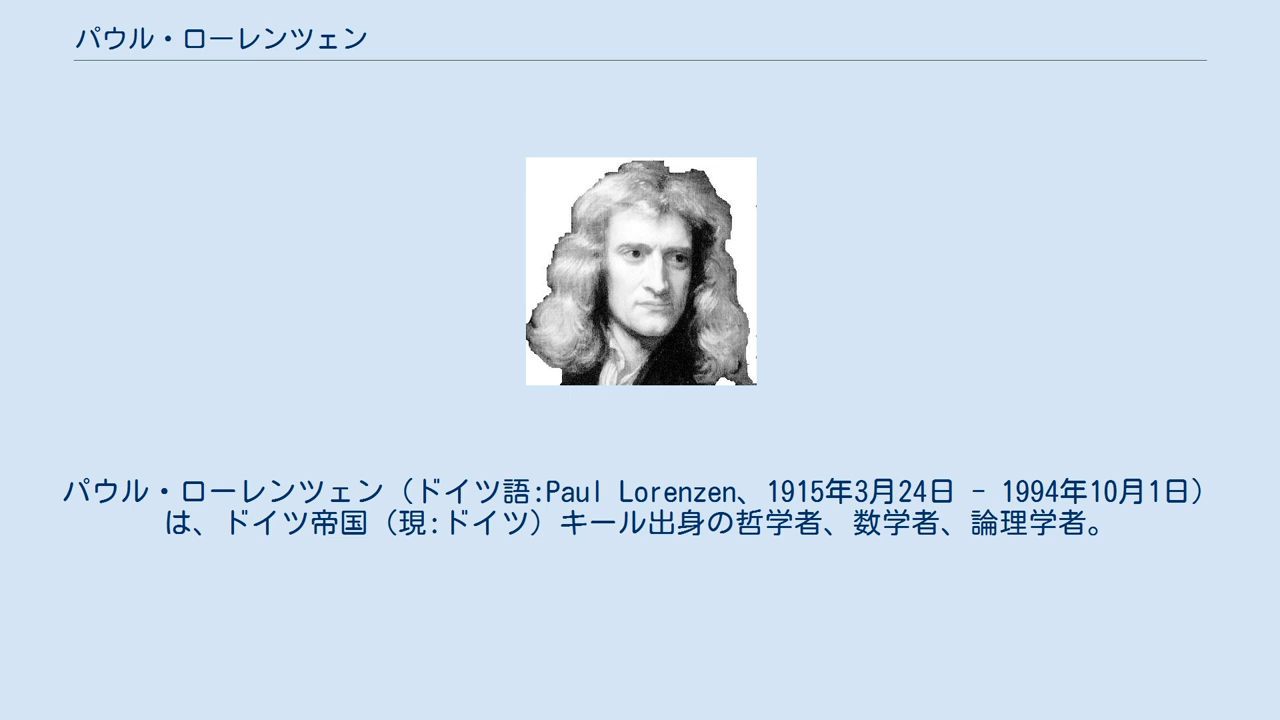 パウル・ローレンツェン
パウル・ローレンツェン（ドイツ語:Paul Lorenzen、1915年3月24日 - 1994年10月1日）
は、ドイツ帝国（現:ドイツ）キール出身の哲学者、数学者、論理学者。